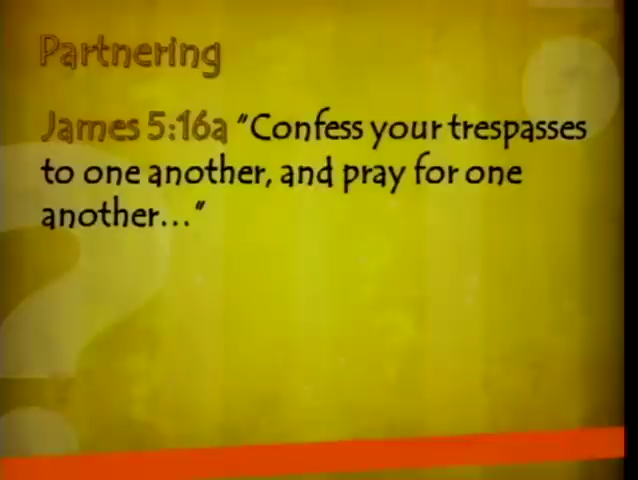 Partnering
James 5:16a “Confess your trespasses
to one another, and pray for one
another...”